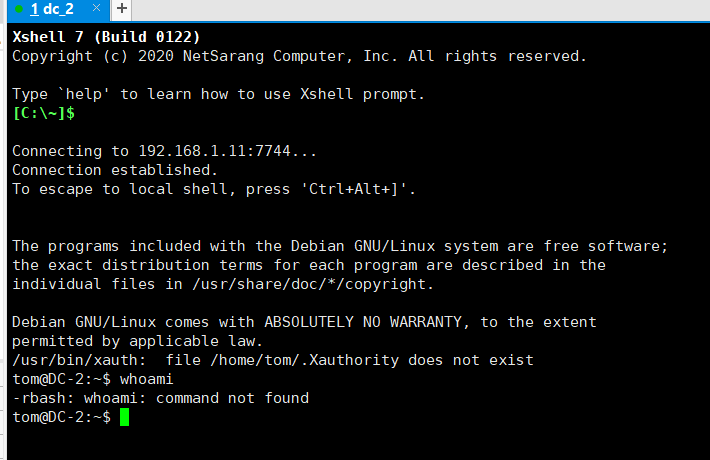 1 dc_2 × +
Xshell 7 (Build 0122)
Copyright (c) 2020 NetSarang Computer, Inc. All rights reserved.
Type `help' to learn how to use Xshell prompt.
[C:\~]$
Connecting to 192.168.1.11:7744...
Connection established.
To escape to local shell, press 'Ctrl+Alt+]'.
The programs included with the Debian GNU/Linux system are free software;
the exact distribution terms for each program are described in the
individual files in /usr/share/doc/*/copyright.
Debian GNU/Linux comes with ABSOLUTELY NO WARRANTY, to the extent
permitted by applicable law.
/usr/bin/xauth:  file /home/tom/.Xauthority does not exist
tom@DC-2:~$ whoami
-rbash: whoami: command not found
tom@DC-2:~$